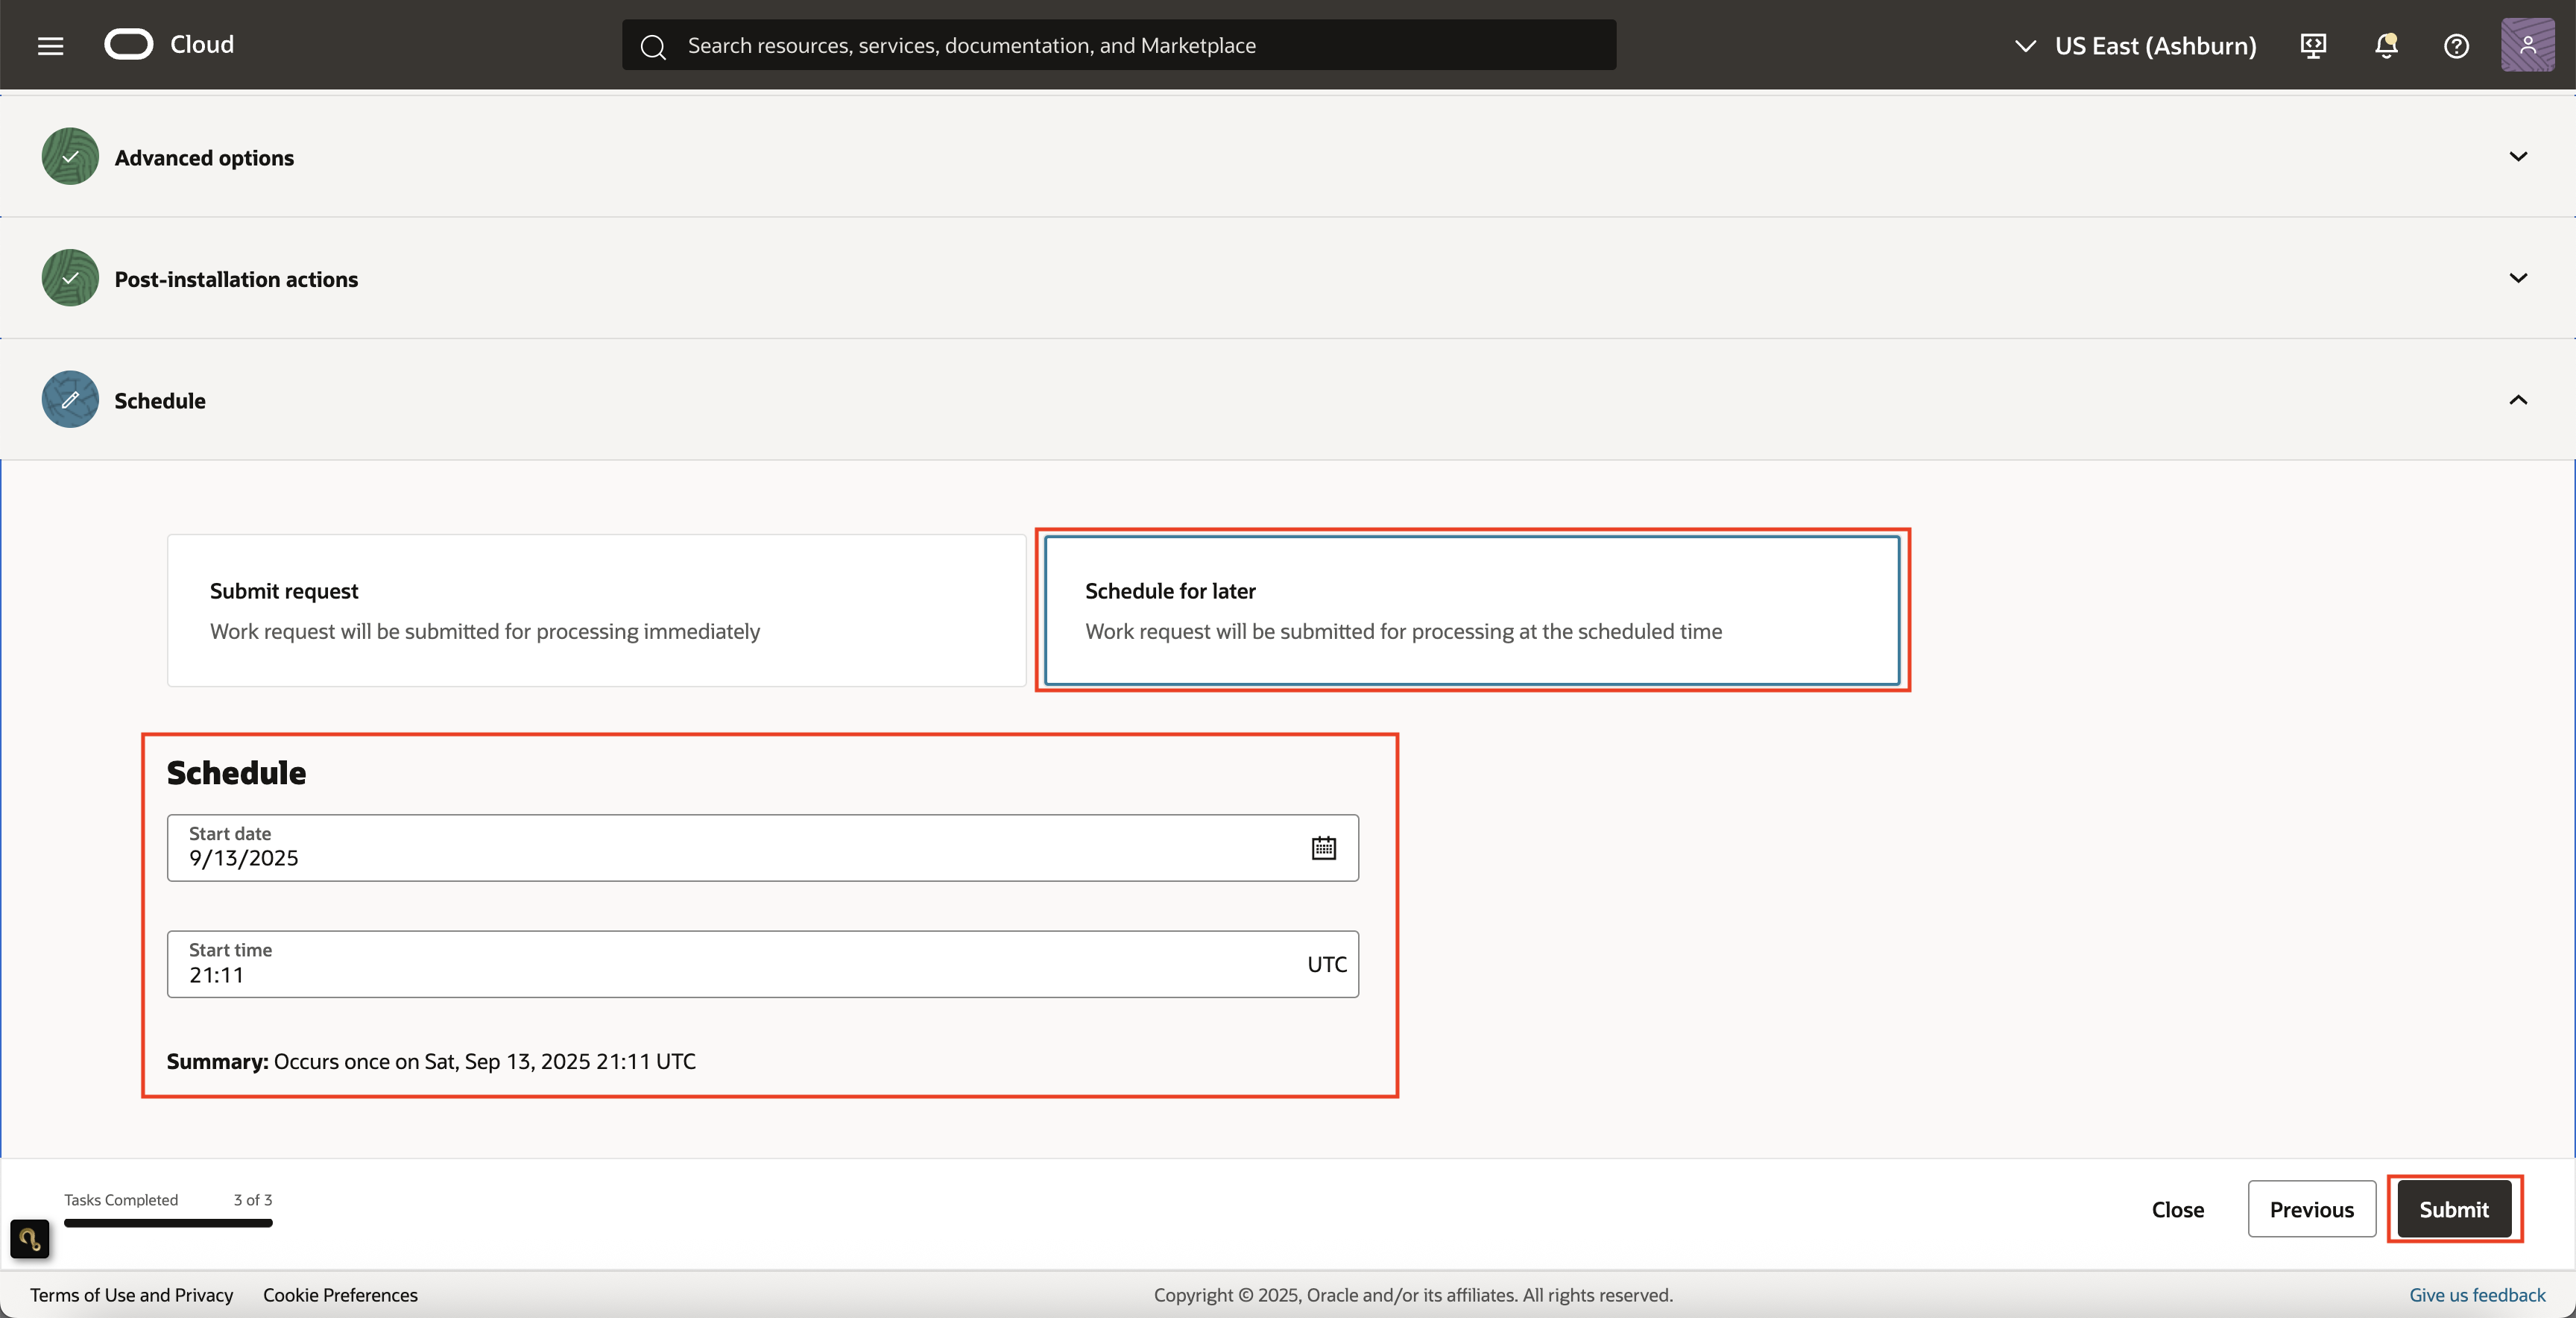 Cloud
Search resources, services, documentation, and Marketplace
US East (Ashburn)
Advanced options
Post-installation actions
Schedule
Submit request
Work request will be submitted for processing immediately
Schedule for later
Work request will be submitted for processing at the scheduled time
Schedule
Start date
9/13/2025
Start time
21:11
UTC
Summary: Occurs once on Sat, Sep 13, 2025 21:11 UTC
Tasks Completed 3 of 3
Close
Previous
Submit
Terms of Use and Privacy
Cookie Preferences
Copyright © 2025, Oracle and/or its affiliates. All rights reserved.
Give us feedback